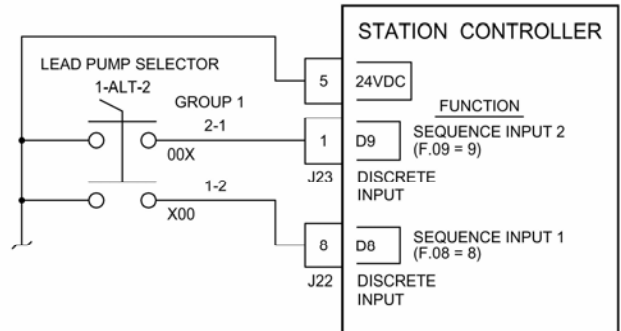 STATION CONTROLLER
LEAD PUMP SELECTOR
1-ALT-2
GROUP 1
5
24VDC
FUNCTION
2-1
00X
1
D9
SEQUENCE INPUT 2
(F.09 = 9)
J23
DISCRETE
INPUT
1-2
X00
8
D8
SEQUENCE INPUT 1
(F.08 = 8)
J22
DISCRETE
INPUT